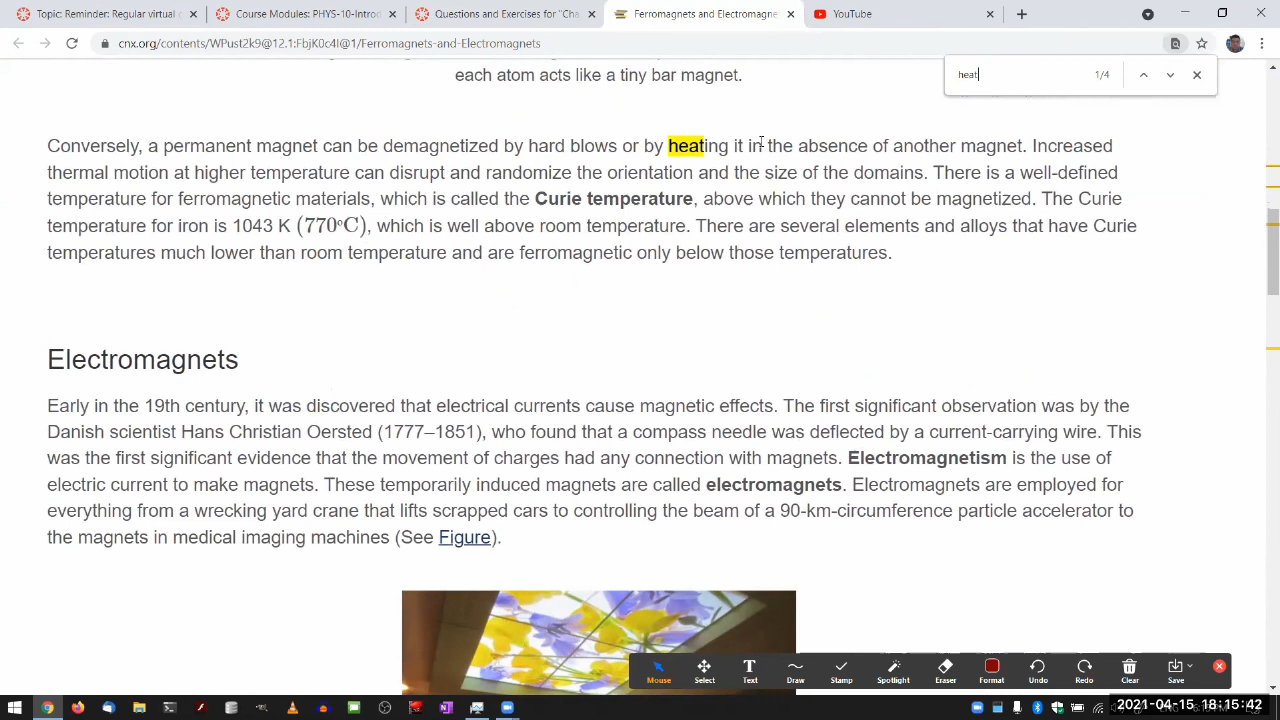 Topic: Reminder: Regular virtual c
Course Modules: PHYS-10-Introd
Questions and Exercises for "Cha
Ferromagnets and Electromagnet
YouTube
cnx.org/contents/WPust2k9@12.1:FbjK0c4l@1/Ferromagnets-and-Electromagnets
heat 1/4
each atom acts like a tiny bar magnet.
Conversely, a permanent magnet can be demagnetized by hard blows or by heating it in the absence of another magnet. Increased
thermal motion at higher temperature can disrupt and randomize the orientation and the size of the domains. There is a well-defined
temperature for ferromagnetic materials, which is called the Curie temperature, above which they cannot be magnetized. The Curie
temperature for iron is 1043 K (770ºC), which is well above room temperature. There are several elements and alloys that have Curie
temperatures much lower than room temperature and are ferromagnetic only below those temperatures.
Electromagnets
Early in the 19th century, it was discovered that electrical currents cause magnetic effects. The first significant observation was by the
Danish scientist Hans Christian Oersted (1777–1851), who found that a compass needle was deflected by a current-carrying wire. This
was the first significant evidence that the movement of charges had any connection with magnets. Electromagnetism is the use of
electric current to make magnets. These temporarily induced magnets are called electromagnets. Electromagnets are employed for
everything from a wrecking yard crane that lifts scrapped cars to controlling the beam of a 90-km-circumference particle accelerator to
the magnets in medical imaging machines (See Figure).
Mouse Select Text Draw Stamp Spotlight Eraser Format Undo Redo Clear Save
2021-04-15 18:15:42